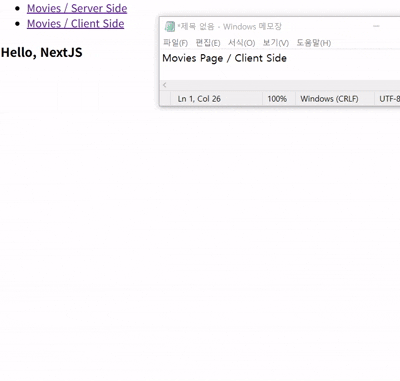 Movies / Server Side
Movies / Client Side
Hello, NextJS
*제목 없음 - Windows 메모장
파일(F) 편집(E) 서식(O) 보기(V) 도움말(H)
Movies Page / Client Side
Ln 1, Col 26 100% Windows (CRLF) UTF-8